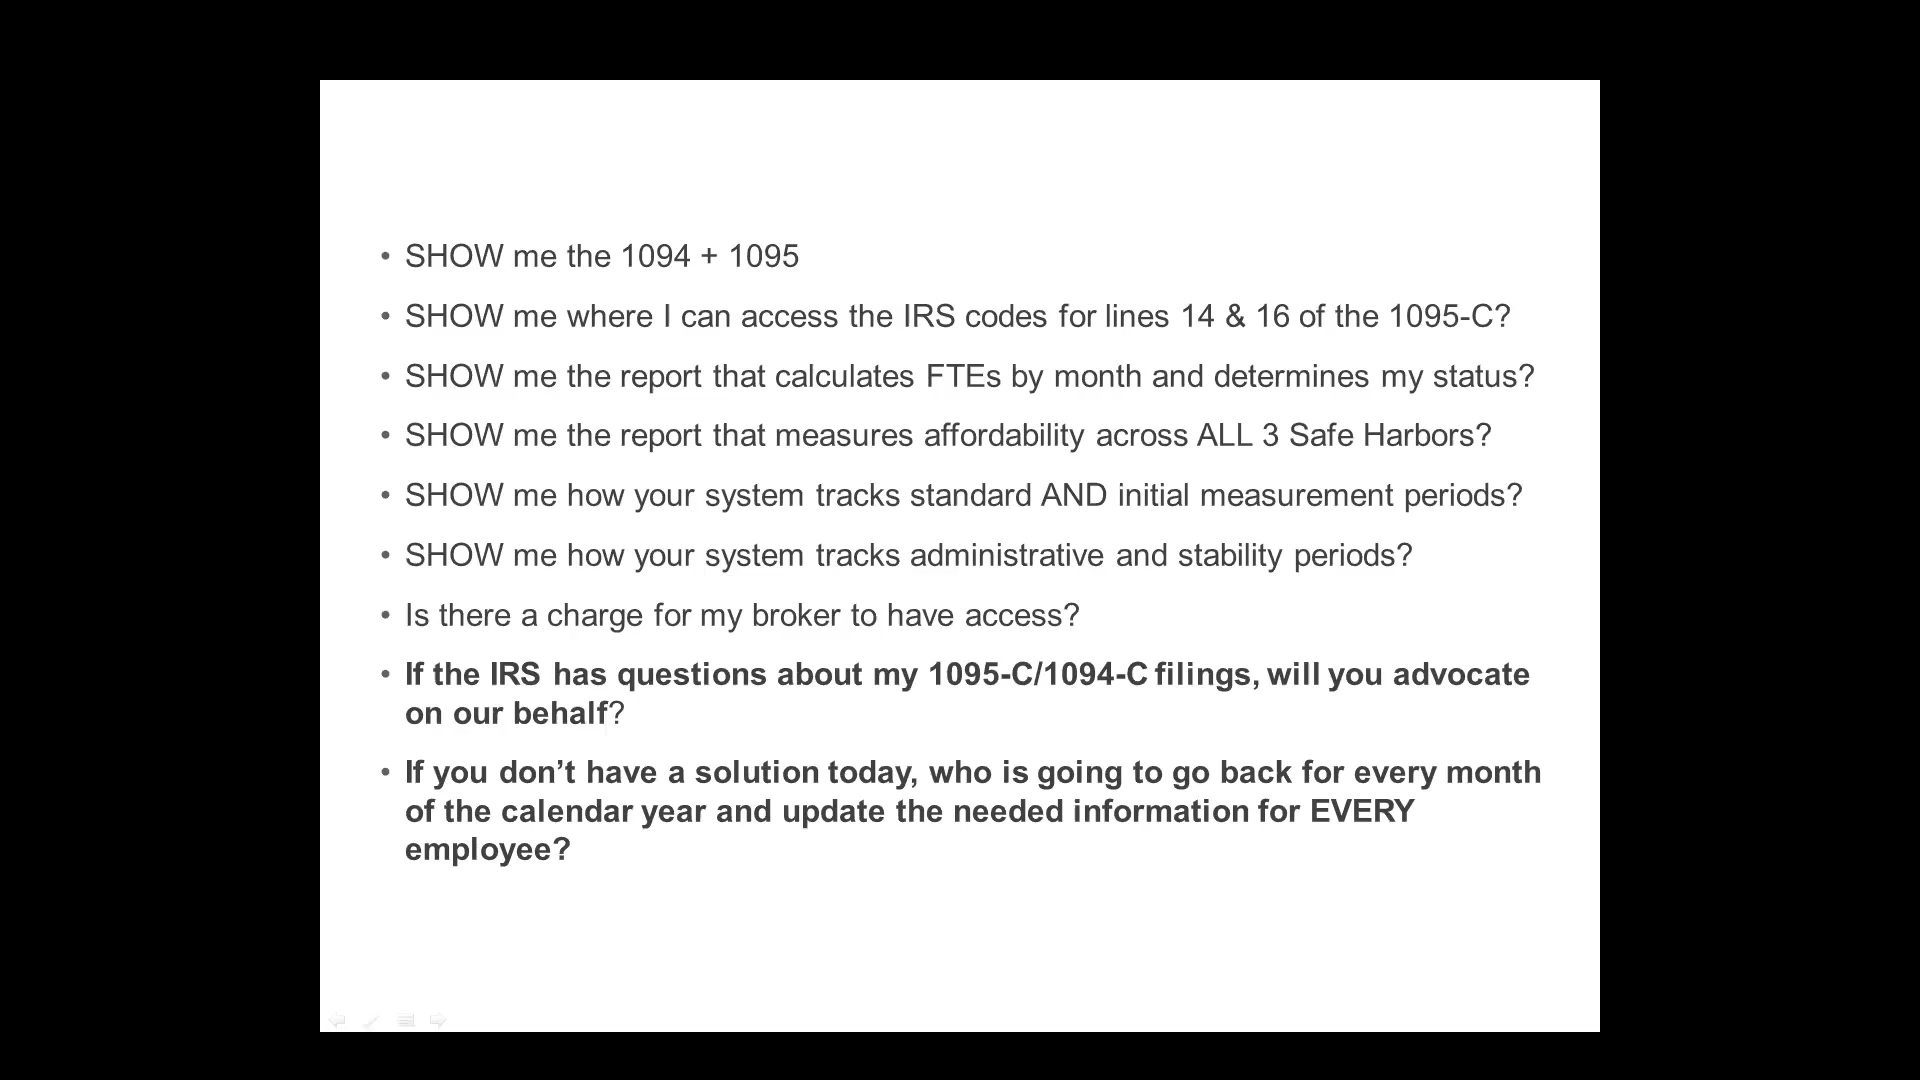 • SHOW me the 1094 + 1095
• SHOW me where I can access the IRS codes for lines 14 & 16 of the 1095-C?
• SHOW me the report that calculates FTEs by month and determines my status?
• SHOW me the report that measures affordability across ALL 3 Safe Harbors?
• SHOW me how your system tracks standard AND initial measurement periods?
• SHOW me how your system tracks administrative and stability periods?
• Is there a charge for my broker to have access?
• If the IRS has questions about my 1095-C/1094-C filings, will you advocate
on our behalf?
• If you don’t have a solution today, who is going to go back for every month
of the calendar year and update the needed information for EVERY
employee?